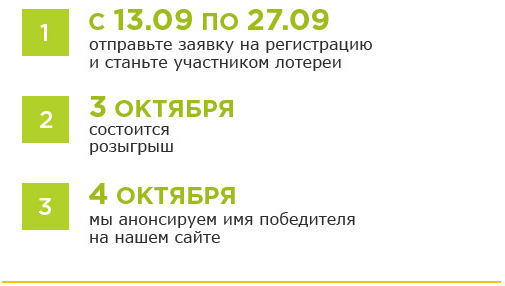 1
С 13.09 ПО 27.09
отправьте заявку на регистрацию
и станьте участником лотереи
2
3 ОКТЯБРЯ
состоится
розыгрыш
3
4 ОКТЯБРЯ
мы анонсируем имя победителя
на нашем сайте